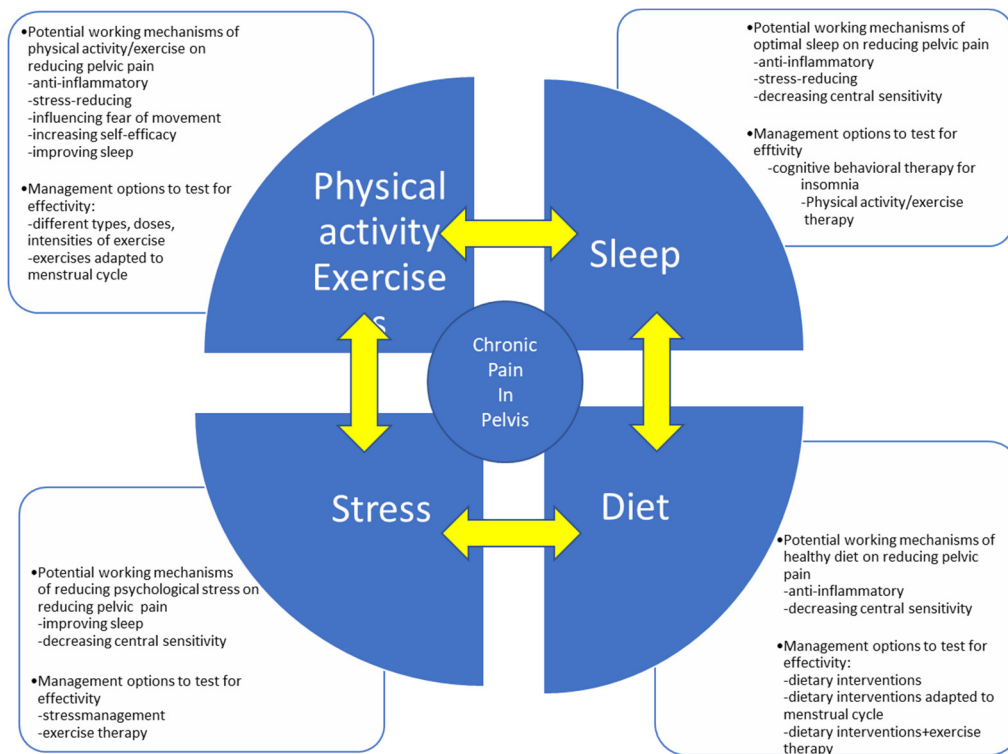 •Potential working mechanisms of
physical activity/exercise on
reducing pelvic pain
-anti-inflammatory
-stress-reducing
-influencing fear of movement
-increasing self-efficacy
-improving sleep
•Management options to test for
effectivity:
-different types, doses,
intensities of exercise
-exercises adapted to
menstrual cycle
•Potential working mechanisms of
optimal sleep on reducing pelvic pain
-anti-inflammatory
-stress-reducing
-decreasing central sensitivity
•Management options to test for
efftivity
-cognitive behavioral therapy for
insomnia
-Physical activity/exercise
therapy
Physical
activity
Exercise
s
Sleep
Chronic
Pain
In
Pelvis
Stress
Diet
•Potential working mechanisms
of reducing psychological stress on
reducing pelvic pain
-improving sleep
-decreasing central sensitivity
•Management options to test for
effectivity
-stressmanagement
-exercise therapy
•Potential working mechanisms of
healthy diet on reducing pelvic
pain
-anti-inflammatory
-decreasing central sensitivity
•Management options to test for
effectivity:
-dietary interventions
-dietary interventions adapted to
menstrual cycle
-dietary interventions+exercise
therapy